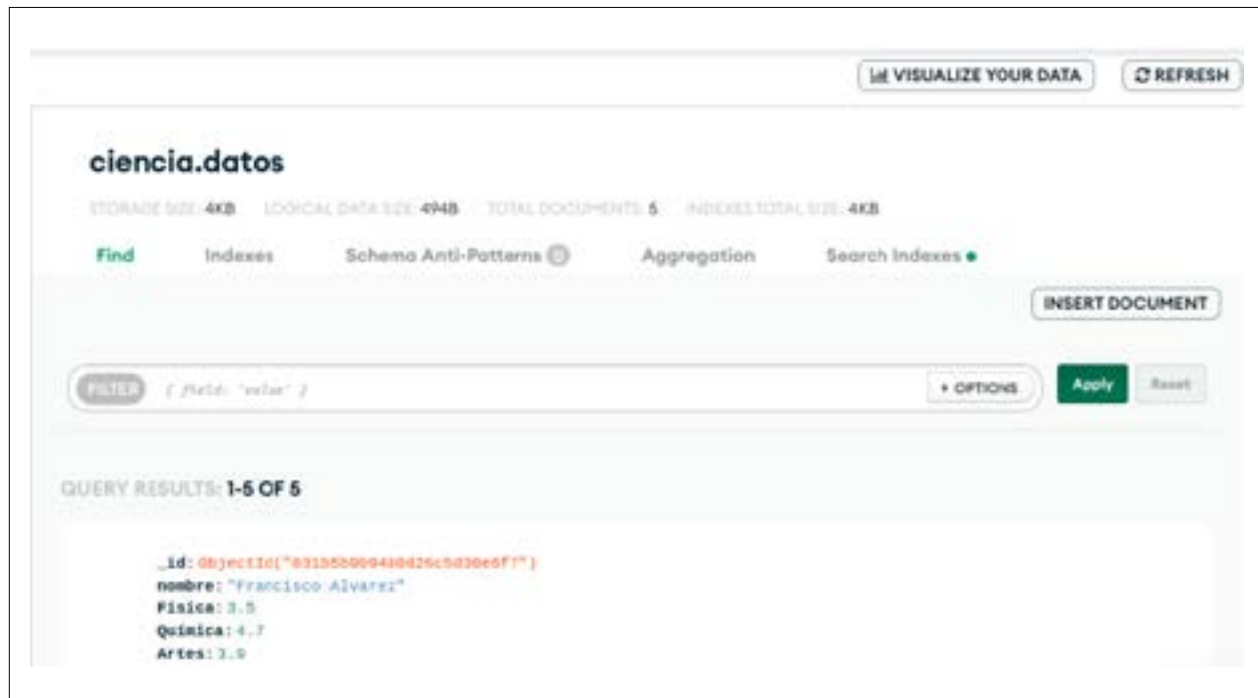 VISUALIZE YOUR DATA REFRESH
ciencia.datos
STORAGE SIZE: 4KB LOGICAL DATA SIZE: 494B TOTAL DOCUMENTS: 5 INDEXES TOTAL SIZE: 4KB
Find Indexes Schema Anti-Patterns Aggregation Search Indexes
INSERT DOCUMENT
FILTER { field: 'value' } + OPTIONS Apply Reset
QUERY RESULTS: 1-5 OF 5
_id: ObjectId("
nombre: "Francisco Alvarez"
Fisica: 3.5
Quimica: 4.7
Artes: 3.9